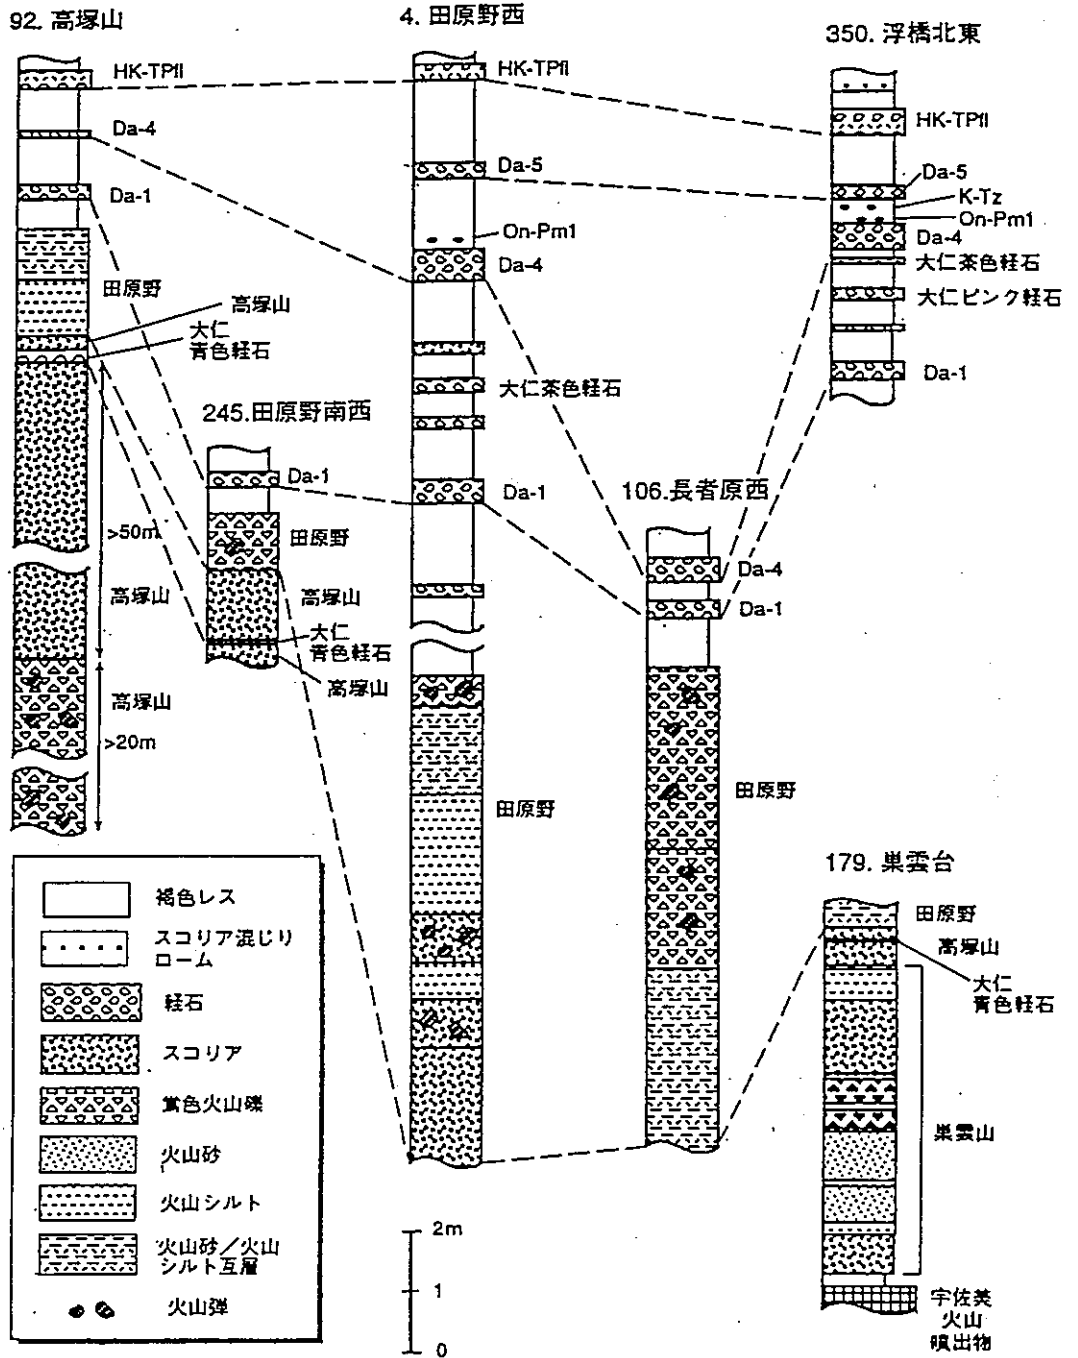 92. 高塚山
HK-TPfl
Da-4
Da-1
田原野
高塚山
大仁
青色軽石
>50m
高塚山
高塚山
>20m
245.田原野南西
Da-1
田原野
高塚山
大仁
青色軽石
高塚山
4. 田原野西
HK-TPfl
Da-5
On-Pm1
Da-4
大仁茶色軽石
Da-1
田原野
106.長者原西
Da-4
Da-1
田原野
350. 浮橋北東
HK-TPfl
Da-5
K-Tz
On-Pm1
Da-4
大仁茶色軽石
大仁ピンク軽石
Da-1
179. 巣雲台
田原野
高塚山
大仁
青色軽石
巣雲山
宇佐美
火山
噴出物
褐色レス
スコリア混じり
ローム
軽石
スコリア
黄色火山礫
火山砂
火山シルト
火山砂／火山
シルト互層
火山弾
2m
1
0